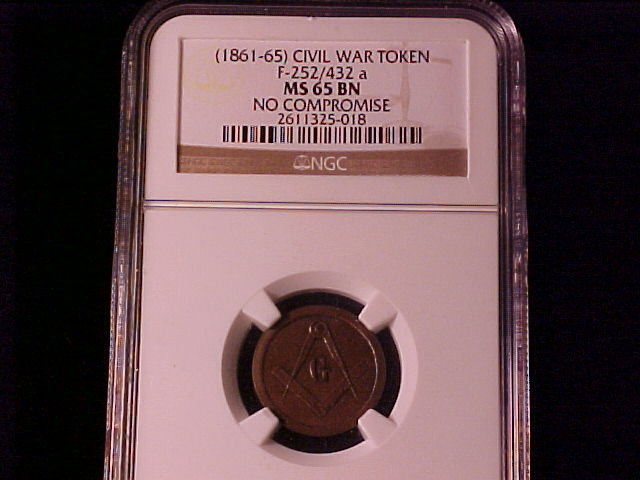 (1861-65) CIVIL WAR TOKEN
F-252/432 a
MS 65 BN
NO COMPROMISE
2611325-018
NGC
G